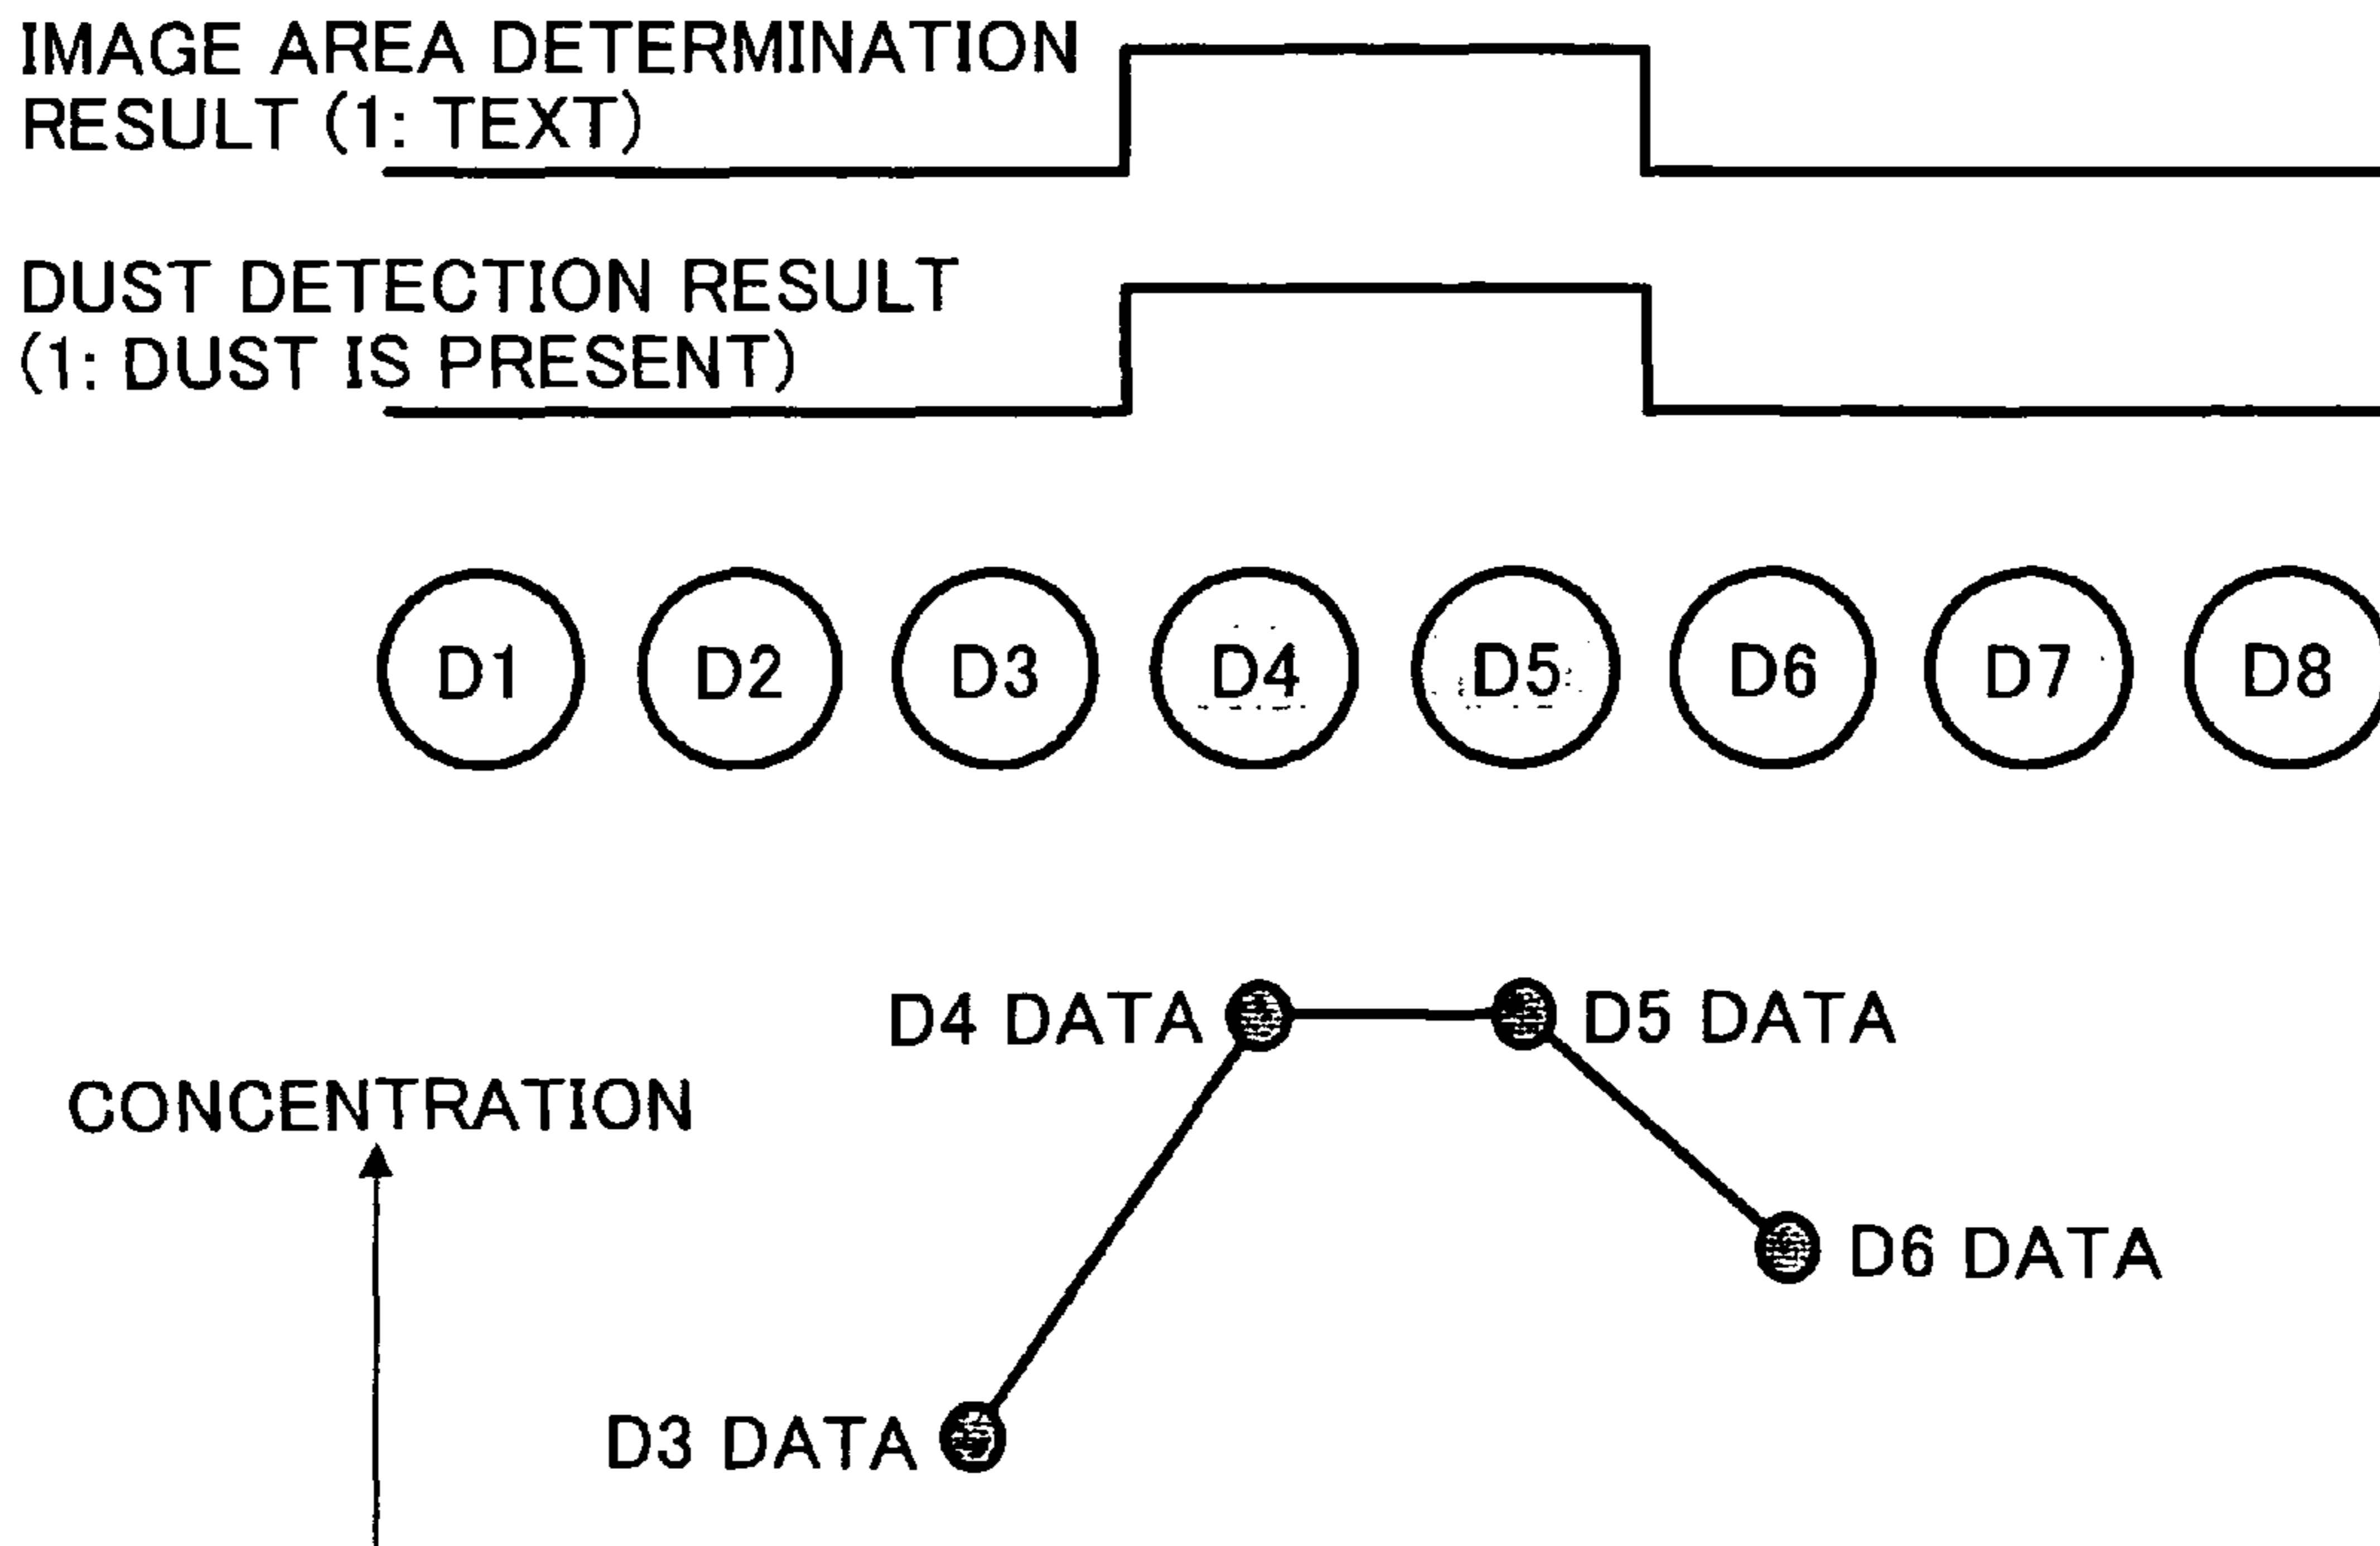 IMAGE AREA DETERMINATION
RESULT (1: TEXT)
DUST DETECTION RESULT
(1: DUST IS PRESENT)
D1 D2 D3 D4 D5 D6 D7 D8
D4 DATA D5 DATA
CONCENTRATION
D6 DATA
D3 DATA